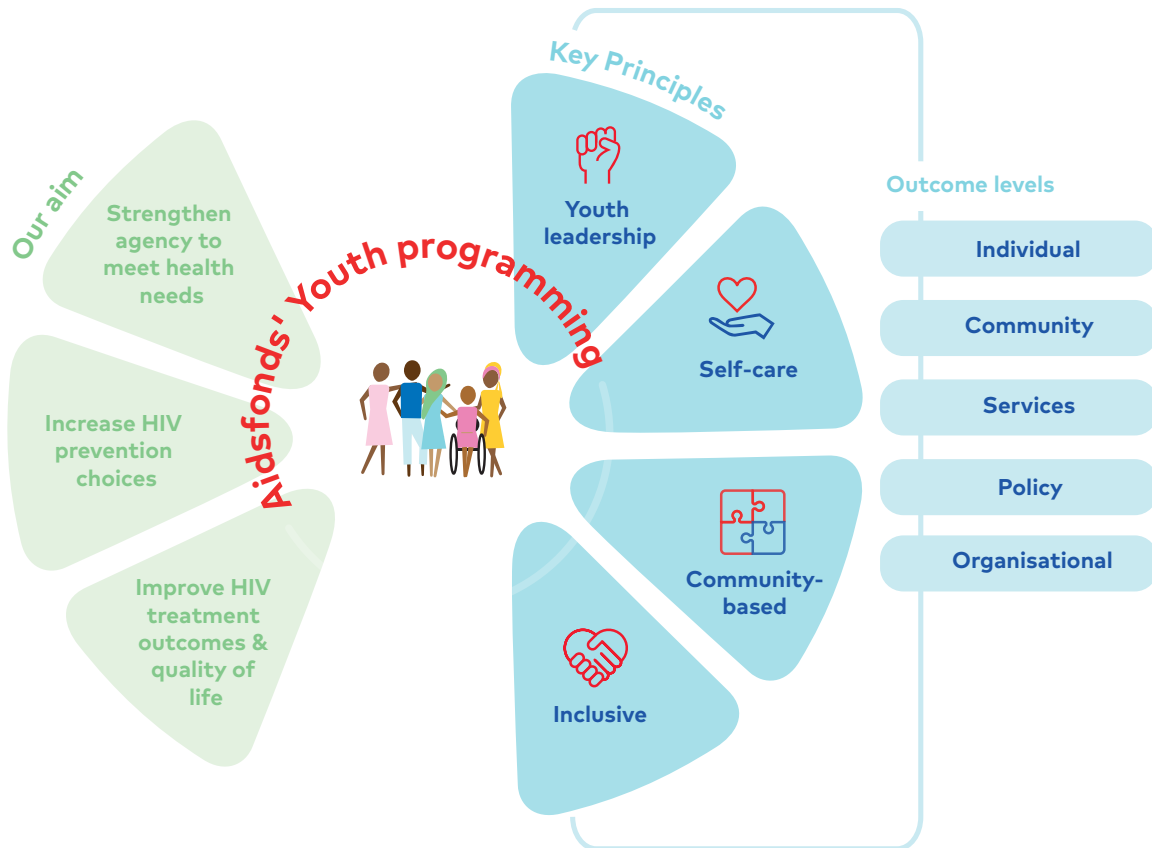 Our aim
Strengthen
agency to
meet health
needs
Increase HIV
prevention
choices
Improve HIV
treatment
outcomes &
quality of
life
Aidsfonds' Youth programming
Key Principles
Youth
leadership
Self-care
Community-
based
Inclusive
Outcome levels
Individual
Community
Services
Policy
Organisational